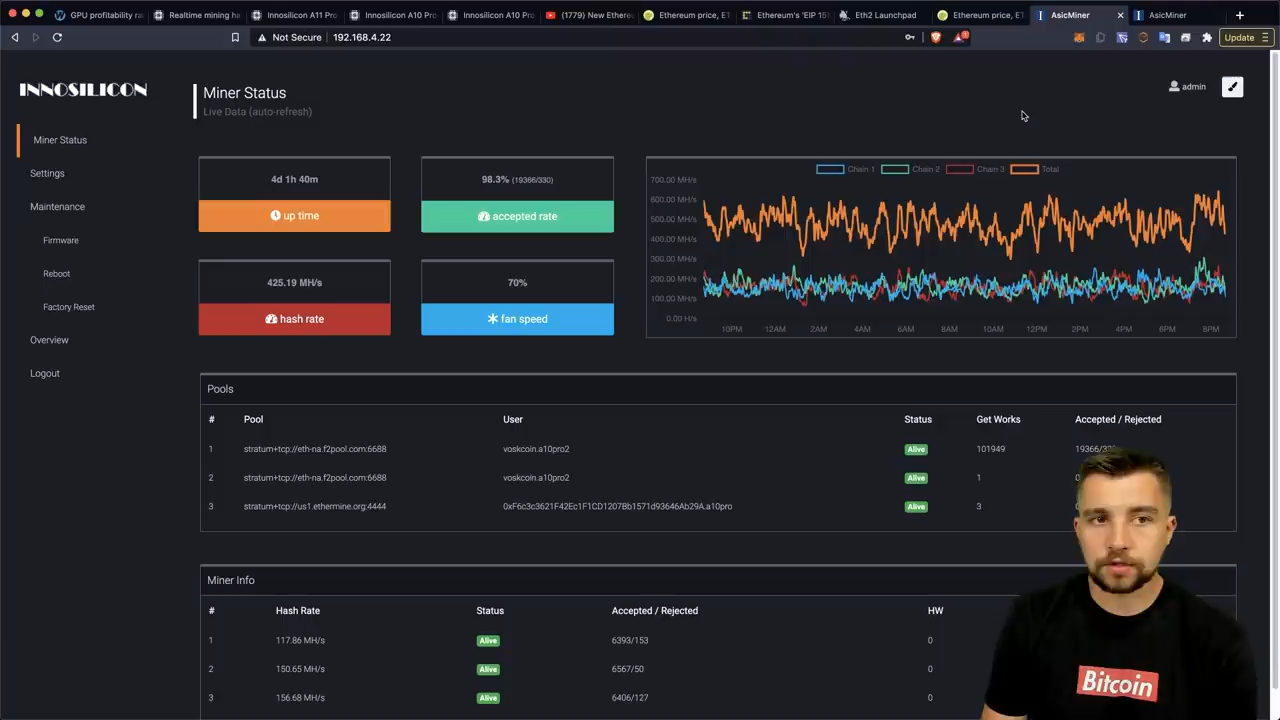 GPU profitability ra
Realtime mining ha
Innosilicon A11 Pro
Innosilicon A10 Pro
Innosilicon A10 Pro
(1779) New Ethere
Ethereum price, ET
Ethereum's 'EIP 15
Eth2 Launchpad
Ethereum price, ET
AsicMiner
AsicMiner
Not Secure
192.168.4.22
Update
INNOSILICON
Miner Status
Live Data (auto-refresh)
admin
Miner Status
Settings
Maintenance
Firmware
Reboot
Factory Reset
Overview
Logout
4d 1h 40m
up time
98.3% (19366/330)
accepted rate
425.19 MH/s
hash rate
70%
fan speed
Chain 1 Chain 2 Chain 3 Total
700.00 MH/s
600.00 MH/s
500.00 MH/s
400.00 MH/s
300.00 MH/s
200.00 MH/s
100.00 MH/s
0.00 H/s
10PM 12AM 2AM 4AM 6AM 8AM 10AM 12PM 2PM 4PM 6PM 8PM
Pools
# Pool User Status Get Works Accepted / Rejected
1 stratum+tcp://eth-na.f2pool.com:6688 voskcoin.a10pro2 Alive 101949 19366/33
2 stratum+tcp://eth-na.f2pool.com:6688 voskcoin.a10pro2 Alive 1
3 stratum+tcp://us1.ethermine.org:4444 0xF6c3c3621F42Ec1F1CD1207Bb1571d93646Ab29A.a10pro Alive 3
Miner Info
# Hash Rate Status Accepted / Rejected HW
1 117.86 MH/s Alive 6393/153 0
2 150.65 MH/s Alive 6567/50 0
3 156.68 MH/s Alive 6406/127 0
Bitcoin